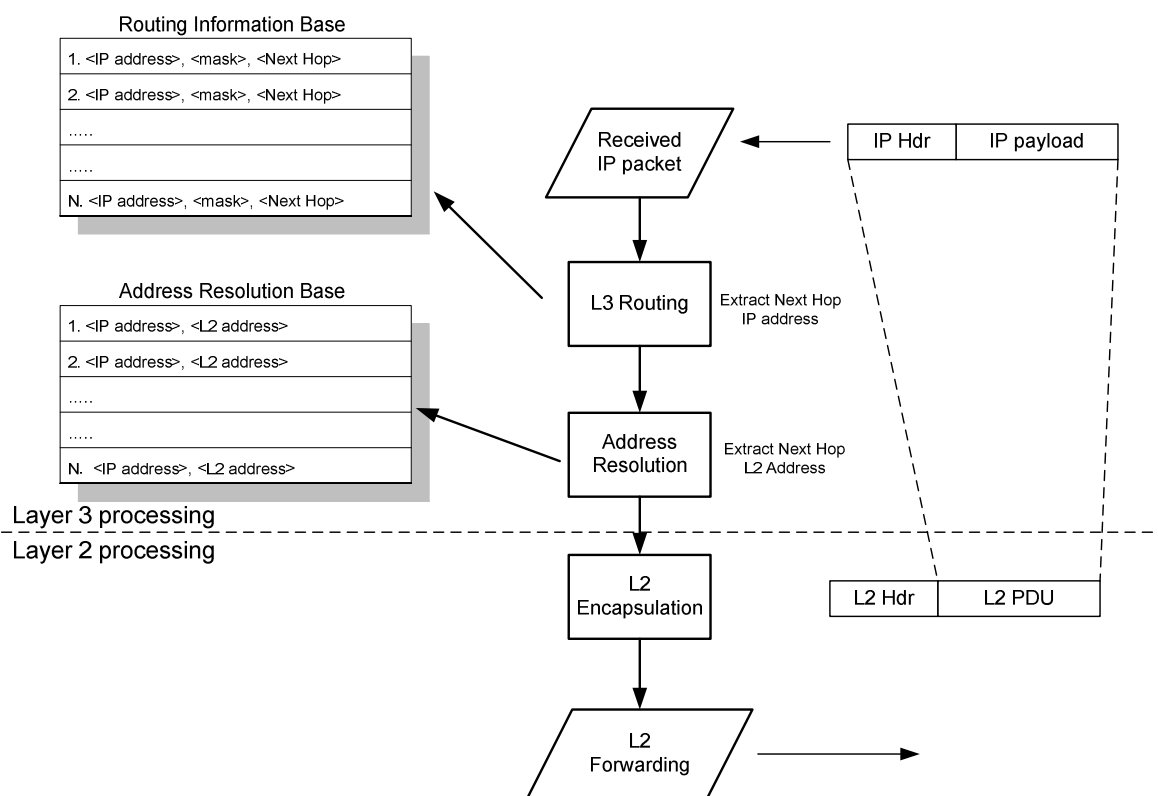 Routing Information Base
1. <IP address>, <mask>, <Next Hop>
2. <IP address>, <mask>, <Next Hop>
.....
.....
N. <IP address>, <mask>, <Next Hop>
Received
IP packet
IP Hdr
IP payload
L3 Routing
Extract Next Hop
IP address
Address Resolution Base
1. <IP address>, <L2 address>
2. <IP address>, <L2 address>
.....
.....
N. <IP address>, <L2 address>
Address
Resolution
Extract Next Hop
L2 Address
Layer 3 processing
Layer 2 processing
L2
Encapsulation
L2 Hdr
L2 PDU
L2
Forwarding